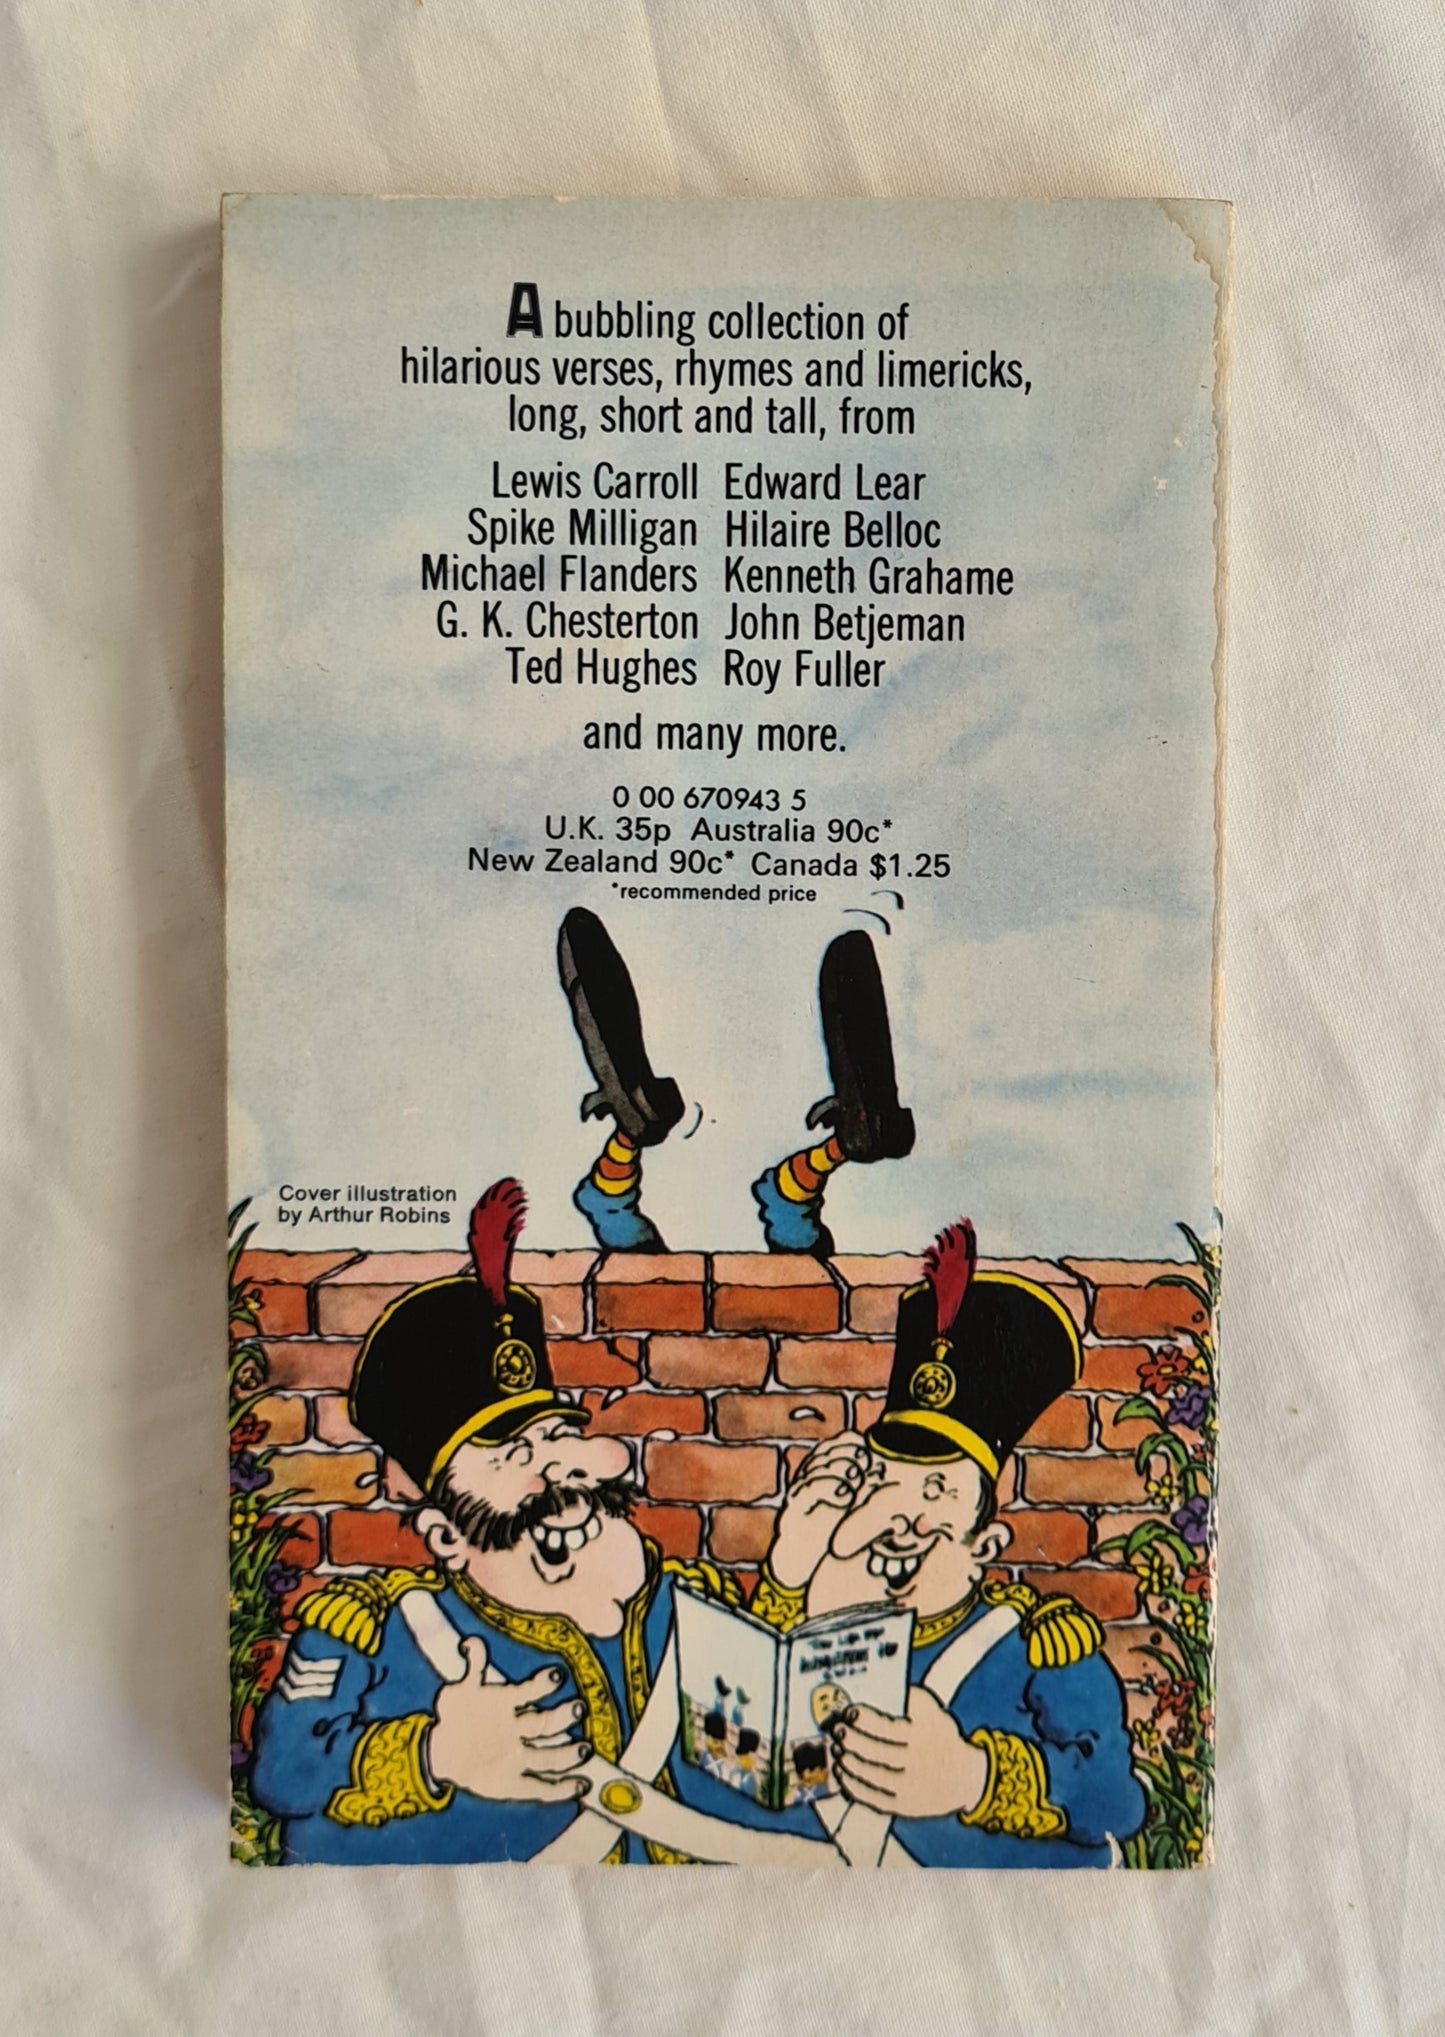 A bubbling collection of
hilarious verses, rhymes and limericks,
long, short and tall, from
Lewis Carroll Edward Lear
Spike Milligan Hilaire Belloc
Michael Flanders Kenneth Grahame
G. K. Chesterton John Betjeman
Ted Hughes Roy Fuller
and many more.
0 00 670943 5
U.K. 35p Australia 90c*
New Zealand 90c* Canada $1.25
*recommended price
Cover illustration
by Arthur Robins